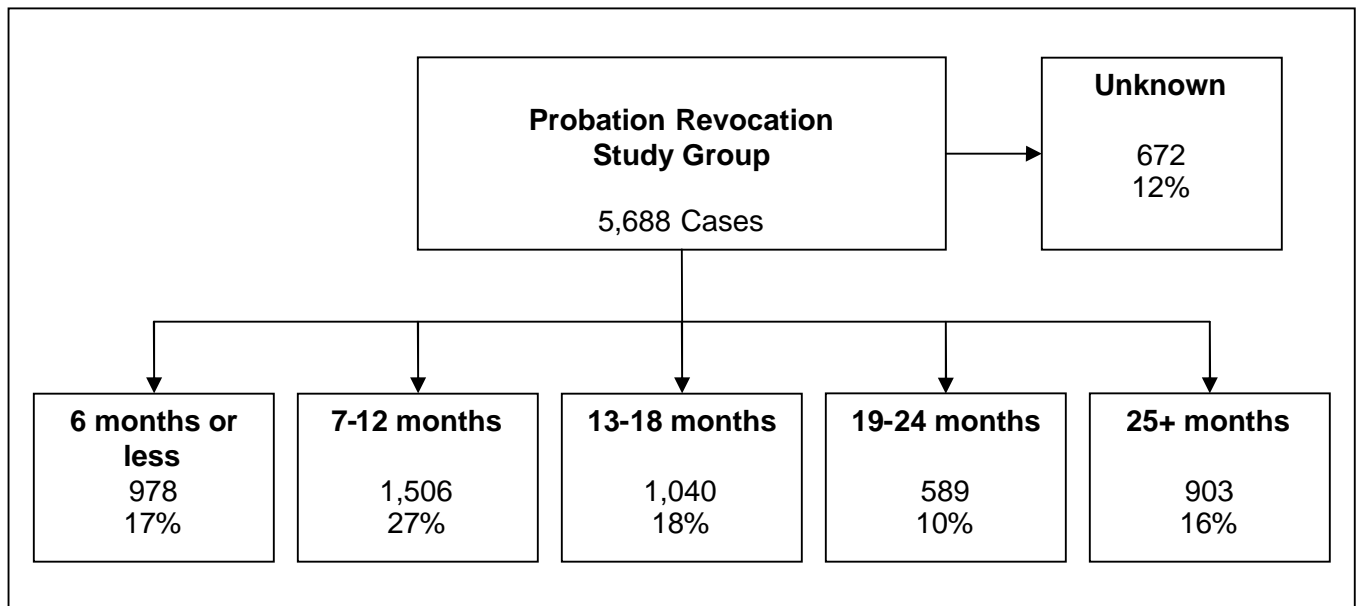 Probation Revocation
Study Group
5,688 Cases
Unknown
672
12%
6 months or
less
978
17%
7-12 months
1,506
27%
13-18 months
1,040
18%
19-24 months
589
10%
25+ months
903
16%